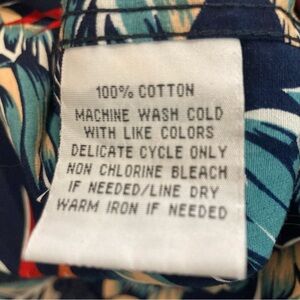 100% COTTON
MACHINE WASH COLD
WITH LIKE COLORS
DELICATE CYCLE ONLY
NON CHLORINE BLEACH
IF NEEDED/LINE DRY
WARM IRON IF NEEDED